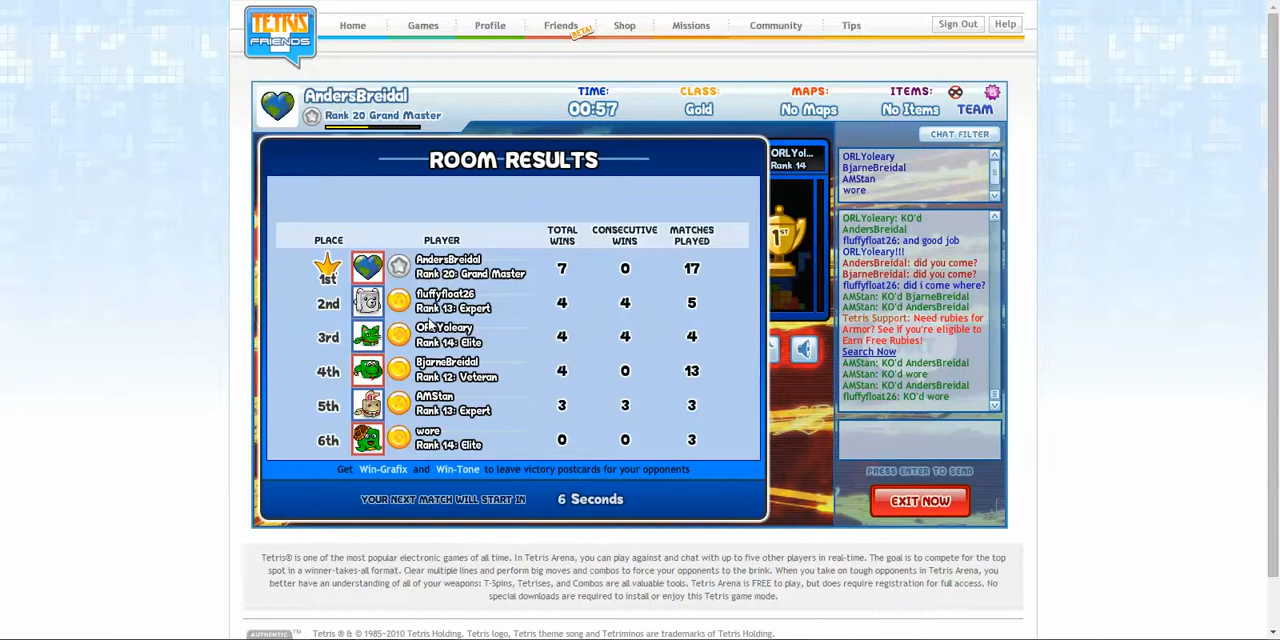 TETRIS
FRIENDS
Home
Games
Profile
Friends
BETA!
Shop
Missions
Community
Tips
Sign Out
Help
AndersBreidal
Rank 20 Grand Master
TIME:
00:57
CLASS:
Gold
MAPS:
No Maps
ITEMS:
No Items
TEAM
CHAT FILTER
ROOM RESULTS
ORLYol...
Rank 14
1ST
PLACE
PLAYER
TOTAL
WINS
CONSECUTIVE
WINS
MATCHES
PLAYED
1st
AndersBreidal
Rank 20: Grand Master
7
0
17
2nd
fluffyfloat26
Rank 13: Expert
4
4
5
3rd
ORLYoleary
Rank 14: Elite
4
4
4
4th
BjarneBreidal
Rank 12: Veteran
4
0
13
5th
AMStan
Rank 13: Expert
3
3
3
6th
wore
Rank 14: Elite
0
0
3
Get Win-Grafix and Win-Tone to leave victory postcards for your opponents
YOUR NEXT MATCH WILL START IN 6 Seconds
ORLYoleary
BjarneBreidal
AMStan
wore
ORLYoleary: KO'd
AndersBreidal
fluffyfloat26: and good job
ORLYoleary!!!
AndersBreidal: did you come?
BjarneBreidal: did you come?
fluffyfloat26: did i come where?
AMStan: KO'd BjarneBreidal
AMStan: KO'd AndersBreidal
Tetris Support: Need rubies for
Armor? See if you're eligible to
Earn Free Rubies!
Search Now
AMStan: KO'd AndersBreidal
AMStan: KO'd wore
AMStan: KO'd AndersBreidal
fluffyfloat26: KO'd wore
PRESS ENTER TO SEND
EXIT NOW
Tetris® is one of the most popular electronic games of all time. In Tetris Arena, you can play against and chat with up to five other players in real-time. The goal is to compete for the top
spot in a winner-takes-all format. Clear multiple lines and perform big moves and combos to force your opponents to the brink. When you take on tough opponents in Tetris Arena, you
better have an understanding of all of your weapons: T-Spins, Tetrises, and Combos are all valuable tools. Tetris Arena is FREE to play, but does require registration for full access. No
special downloads are required to install or enjoy this Tetris game mode.
AUTHENTIC
Tetris ® & © 1985~2010 Tetris Holding. Tetris logo, Tetris theme song and Tetriminos are trademarks of Tetris Holding.